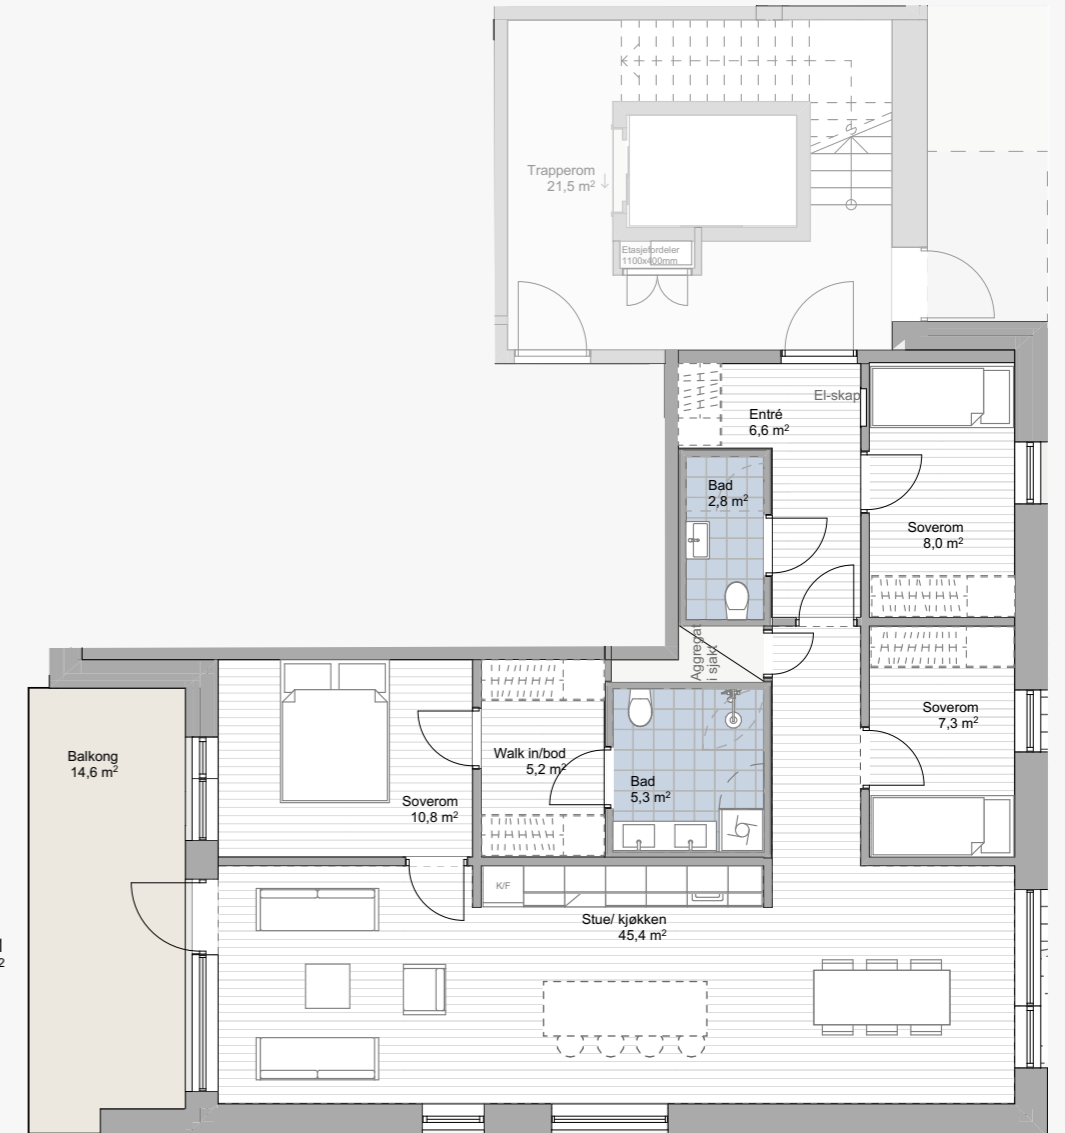 Trapperom
21,5 m²
Etasjefordeler
1100x400mm
El-skap
Entré
6,6 m²
Bad
2,8 m²
Soverom
8,0 m²
Aggregat
i sjakt
Soverom
7,3 m²
Balkong
14,6 m²
Walk in/bod
5,2 m²
Bad
5,3 m²
Soverom
10,8 m²
K/F
Stue/ kjøkken
45,4 m²